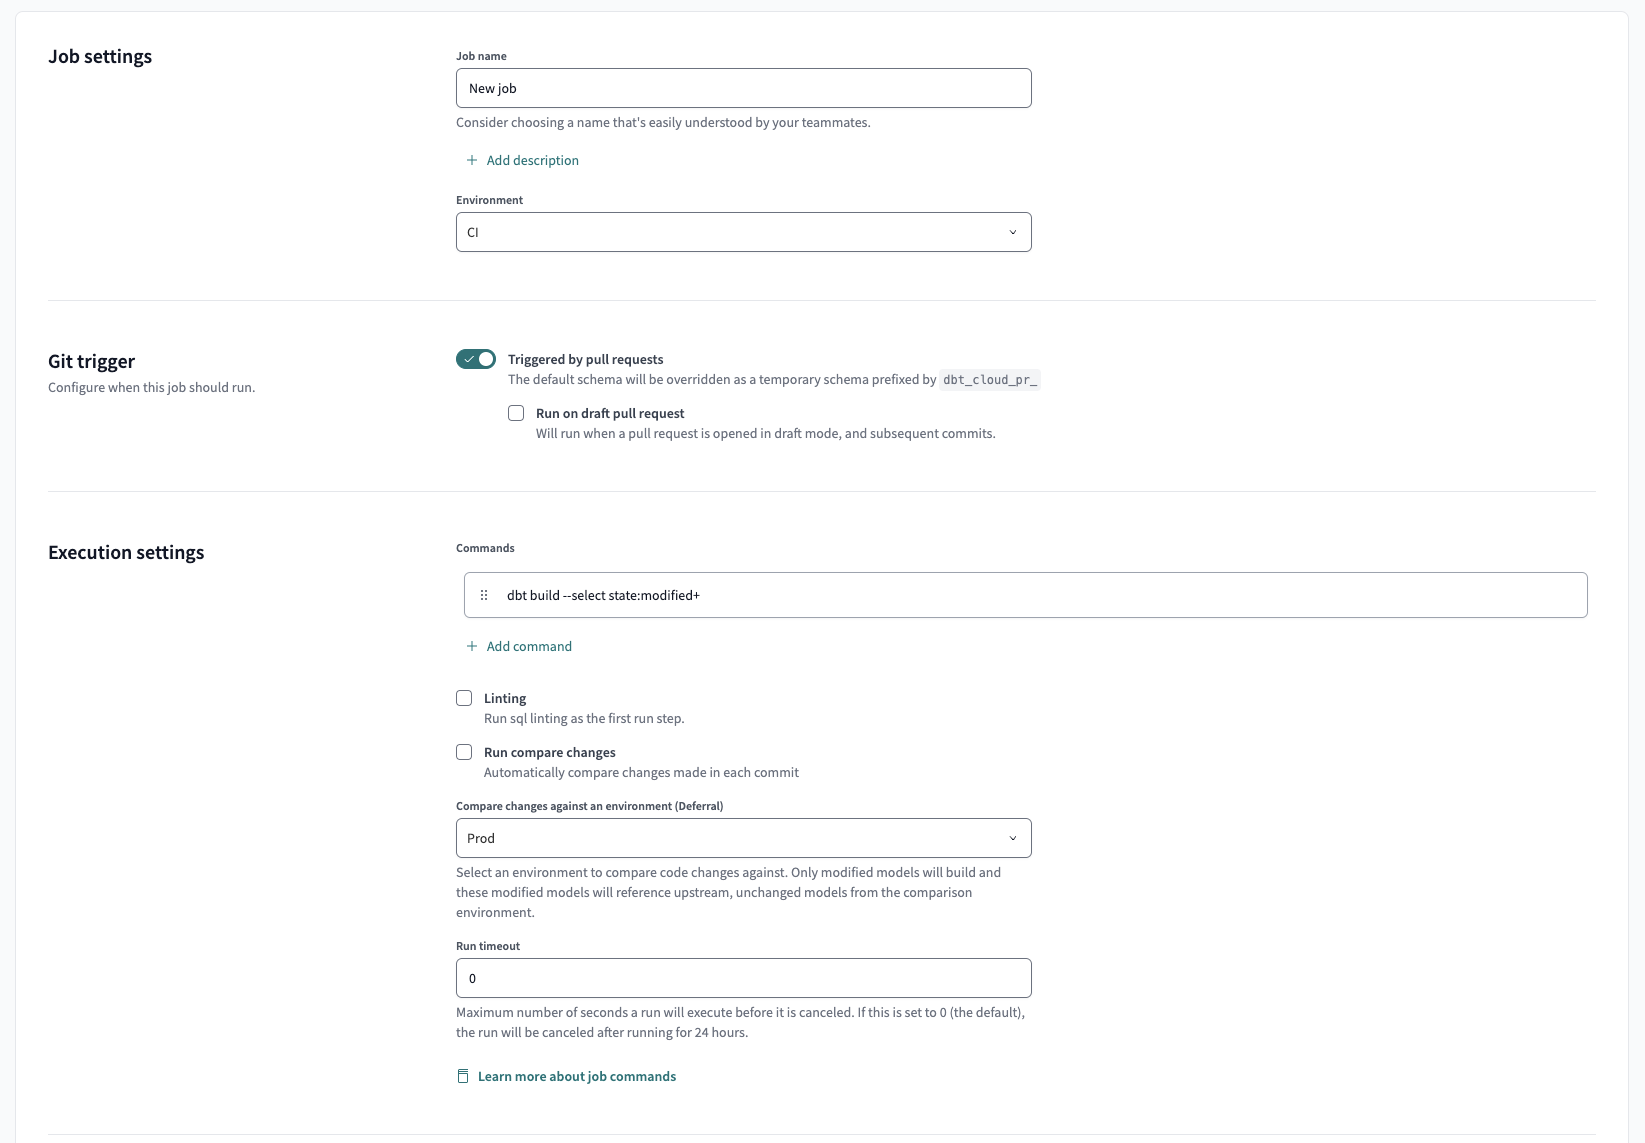 Job settings
Job name
New job
Consider choosing a name that's easily understood by your teammates.
Add description
Environment
CI
Git trigger
Configure when this job should run.
Triggered by pull requests
The default schema will be overridden as a temporary schema prefixed by dbt_cloud_pr_
Run on draft pull request
Will run when a pull request is opened in draft mode, and subsequent commits.
Execution settings
Commands
dbt build --select state:modified+
Add command
Linting
Run sql linting as the first run step.
Run compare changes
Automatically compare changes made in each commit
Compare changes against an environment (Deferral)
Prod
Select an environment to compare code changes against. Only modified models will build and
these modified models will reference upstream, unchanged models from the comparison
environment.
Run timeout
0
Maximum number of seconds a run will execute before it is canceled. If this is set to 0 (the default),
the run will be canceled after running for 24 hours.
Learn more about job commands